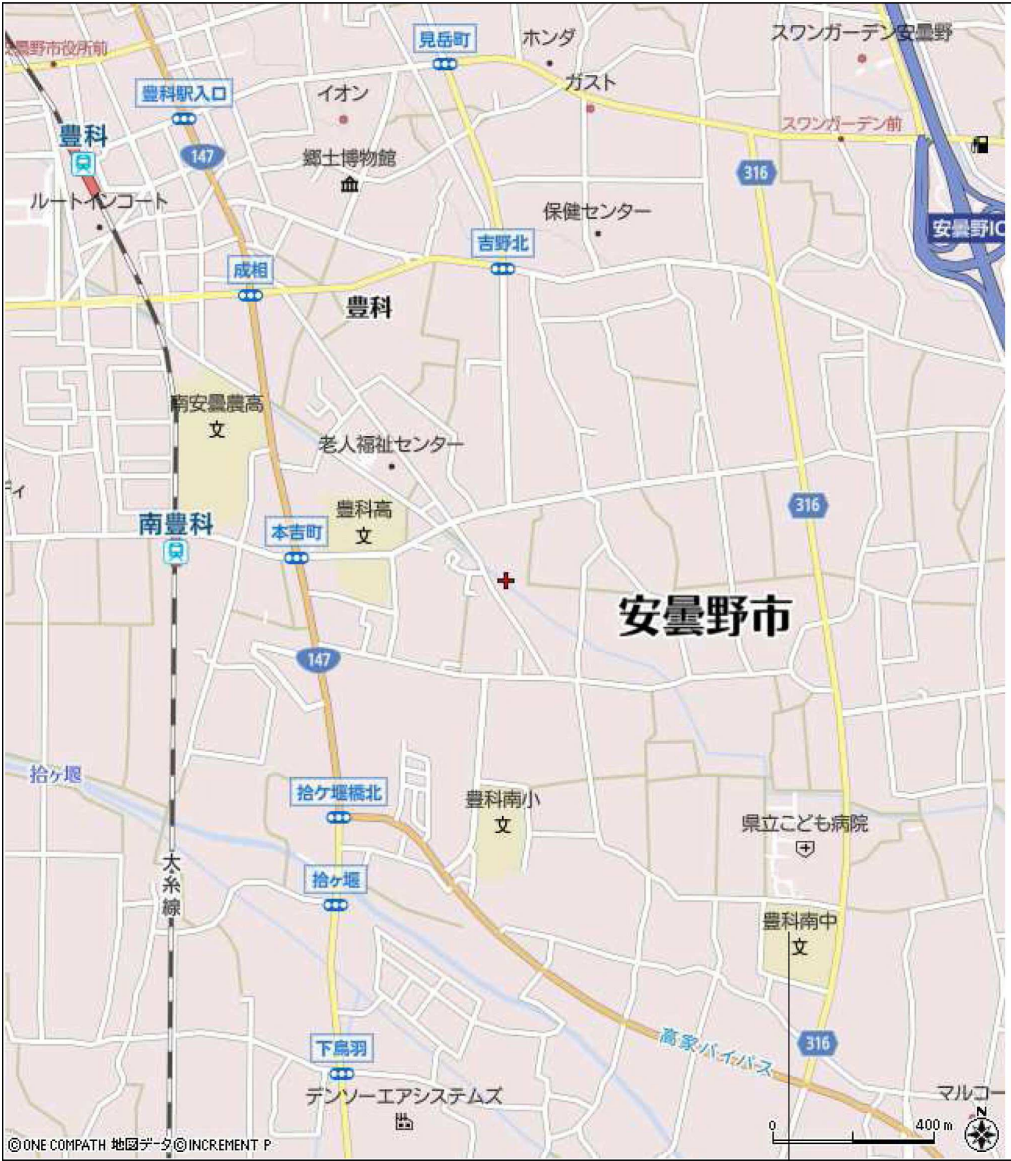 見岳町
ホンダ
スワンガーデン安曇野
曇野市役所前
豊科駅入口
イオン
ガスト
スワンガーデン前
豊科
147
郷土博物館
316
ルートインコート
保健センター
安曇野IC
吉野北
成相
豊科
南安曇農高
文
老人福祉センター
ディ
豊科高
文
316
南豊科
本吉町
安曇野市
147
拾ヶ堰
拾ケ堰橋北
豊科南小
文
県立こども病院
大糸線
拾ヶ堰
豊科南中
文
高家バイパス
316
下鳥羽
デンソーエアシステムズ
マルコー
0
400m
N
©ONE COMPATH 地図データ©INCREMENT P